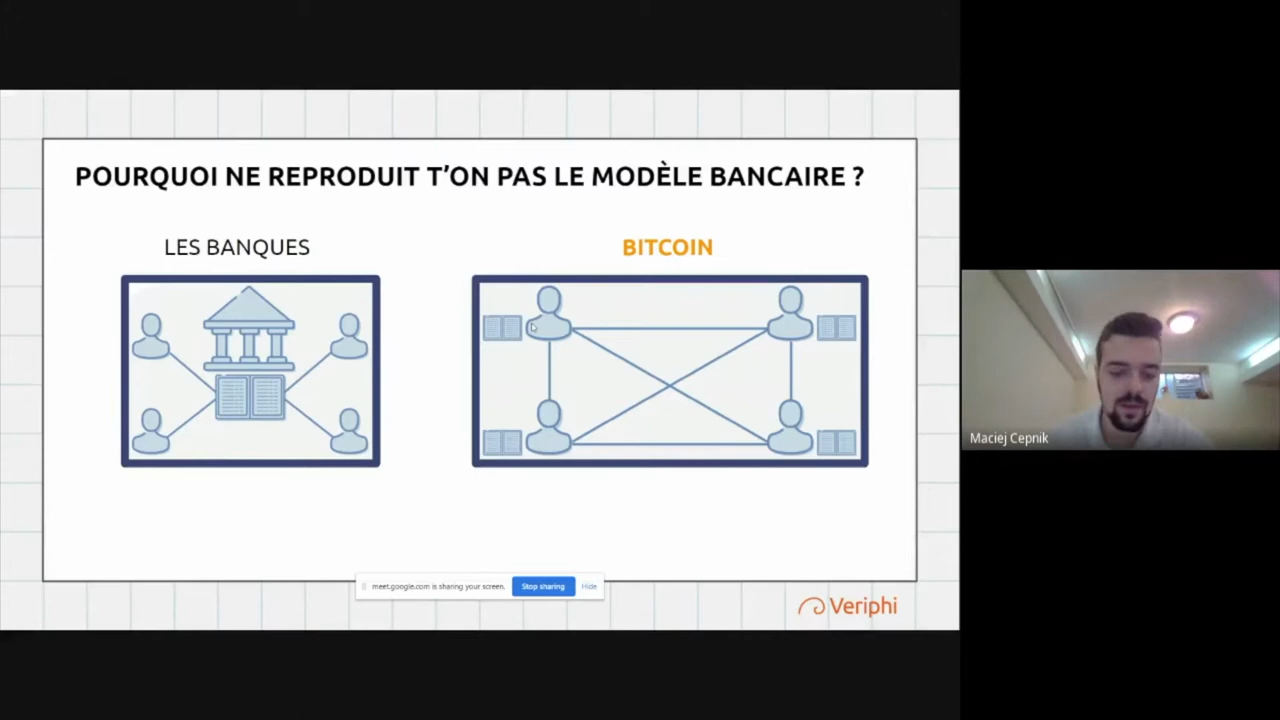 POURQUOI NE REPRODUIT T’ON PAS LE MODÈLE BANCAIRE ?
LES BANQUES
BITCOIN
Maciej Cepnik
meet.google.com is sharing your screen.
Stop sharing
Hide
Veriphi